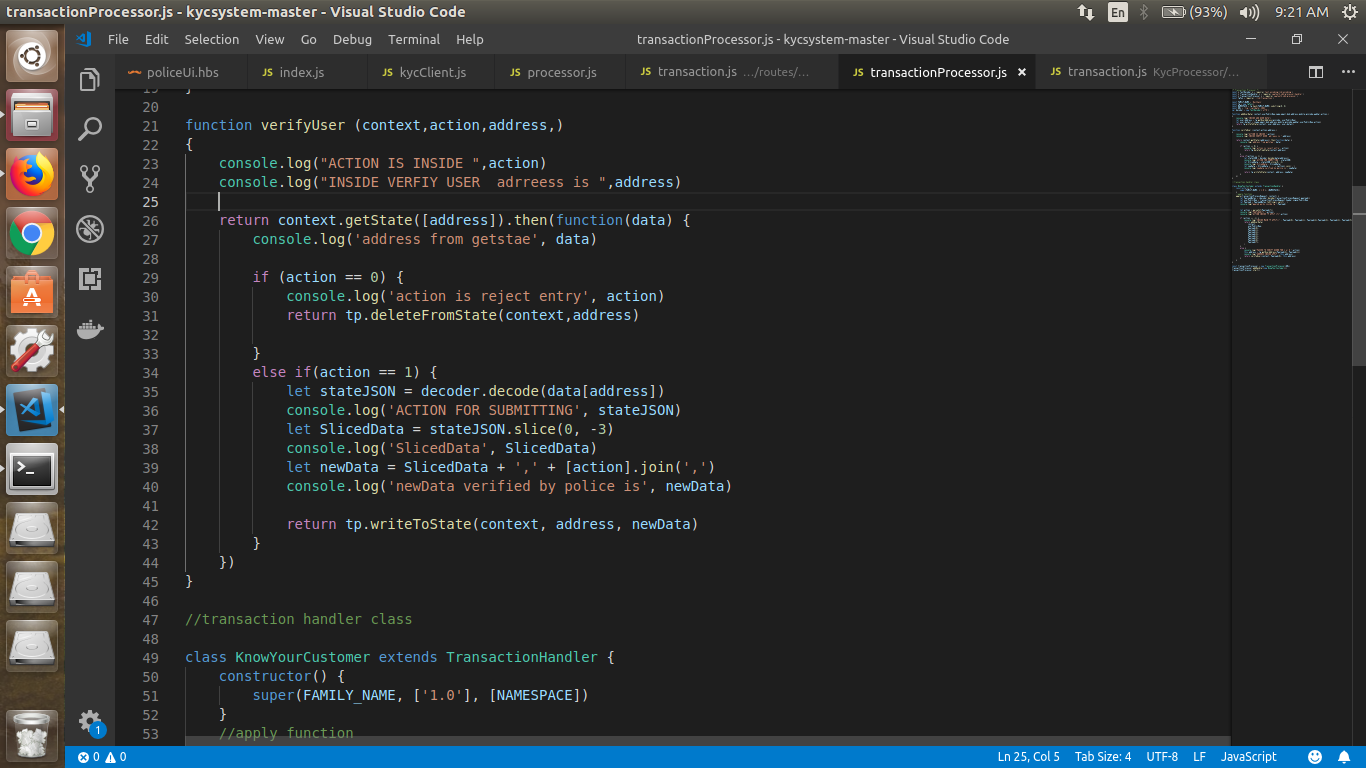 transactionProcessor.js - kycsystem-master - Visual Studio Code
En
(93%)
9:21 AM
File Edit Selection View Go Debug Terminal Help
transactionProcessor.js - kycsystem-master - Visual Studio Code
policeUi.hbs
JS index.js
JS kycClient.js
JS processor.js
JS transaction.js .../routes/...
JS transactionProcessor.js
JS transaction.js KycProcessor/...
19 }
20
21 function verifyUser (context,action,address,)
22 {
23 console.log("ACTION IS INSIDE ",action)
24 console.log("INSIDE VERFIY USER  adrreess is ",address)
25
26 return context.getState([address]).then(function(data) {
27 console.log('address from getstae', data)
28
29 if (action == 0) {
30 console.log('action is reject entry', action)
31 return tp.deleteFromState(context,address)
32
33 }
34 else if(action == 1) {
35 let stateJSON = decoder.decode(data[address])
36 console.log('ACTION FOR SUBMITTING', stateJSON)
37 let SlicedData = stateJSON.slice(0, -3)
38 console.log('SlicedData', SlicedData)
39 let newData = SlicedData + ',' + [action].join(',')
40 console.log('newData verified by police is', newData)
41
42 return tp.writeToState(context, address, newData)
43 }
44 })
45 }
46
47 //transaction handler class
48
49 class KnowYourCustomer extends TransactionHandler {
50 constructor() {
51 super(FAMILY_NAME, ['1.0'], [NAMESPACE])
52 }
53 //apply function
1
0 0
Ln 25, Col 5 Tab Size: 4 UTF-8 LF JavaScript